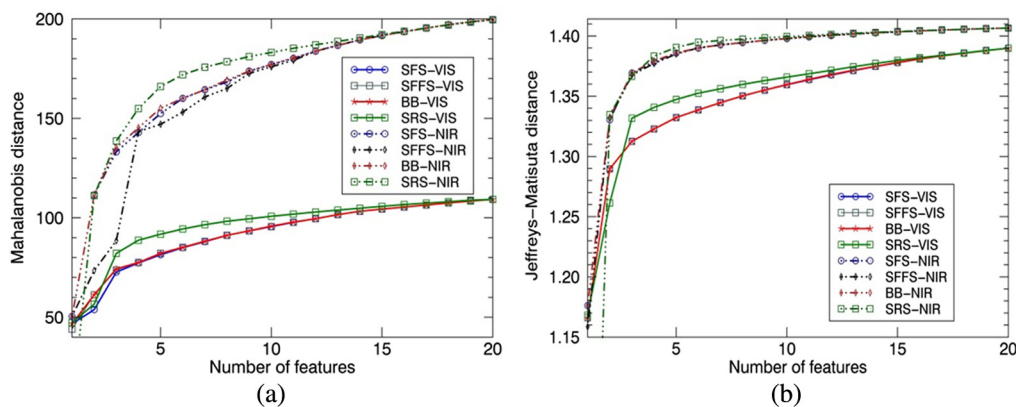 200
150
100
50
Mahalanobis distance
SFS-VIS
SFFS-VIS
BB-VIS
SRS-VIS
SFS-NIR
SFFS-NIR
BB-NIR
SRS-NIR
5 10 15 20
Number of features
(a)
1.40
1.35
1.30
1.25
1.20
1.15
Jeffreys-Matisuta distance
SFS-VIS
SFFS-VIS
BB-VIS
SRS-VIS
SFS-NIR
SFFS-NIR
BB-NIR
SRS-NIR
5 10 15 20
Number of features
(b)